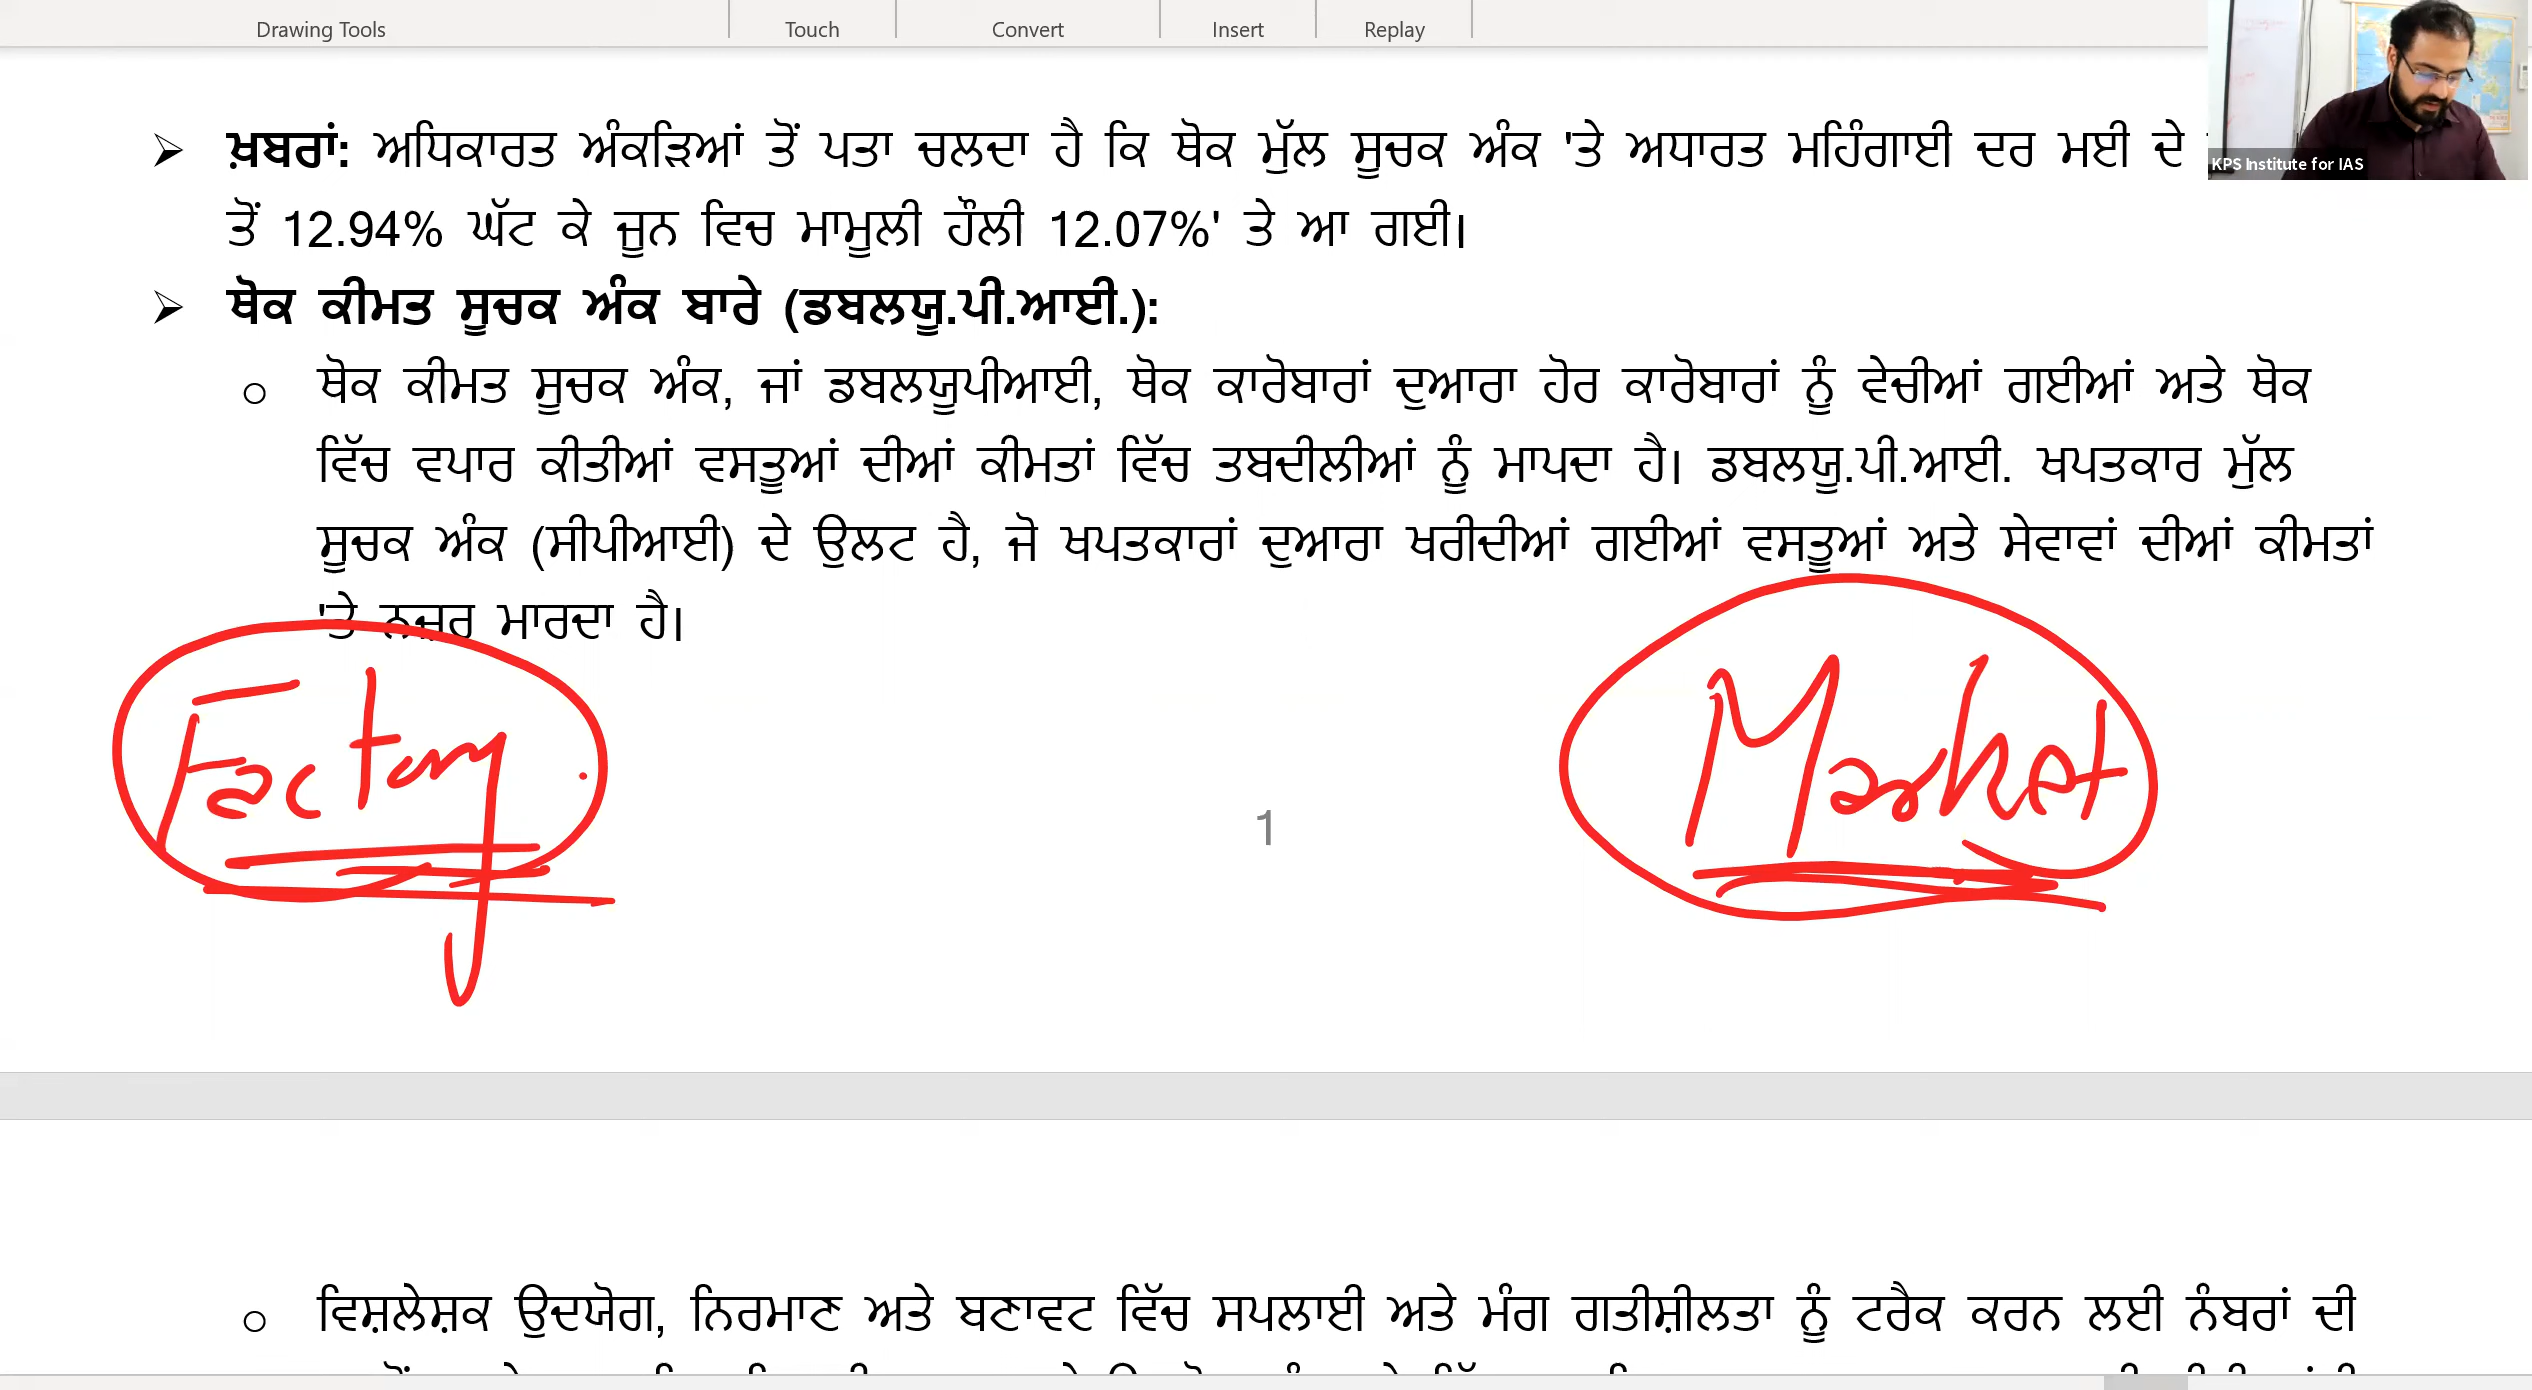 Drawing Tools Touch Convert Insert Replay
KPS Institute for IAS
➢ ਖ਼ਬਰਾਂ: ਅਧਿਕਾਰਤ ਅੰਕੜਿਆਂ ਤੋਂ ਪਤਾ ਚਲਦਾ ਹੈ ਕਿ ਥੋਕ ਮੁੱਲ ਸੂਚਕ ਅੰਕ 'ਤੇ ਅਧਾਰਤ ਮਹਿੰਗਾਈ ਦਰ ਮਈ ਦੇ
ਤੋਂ 12.94% ਘੱਟ ਕੇ ਜੂਨ ਵਿਚ ਮਾਮੂਲੀ ਹੌਲੀ 12.07%' ਤੇ ਆ ਗਈ।
➢ ਥੋਕ ਕੀਮਤ ਸੂਚਕ ਅੰਕ ਬਾਰੇ (ਡਬਲਯੂ.ਪੀ.ਆਈ.):
o ਥੋਕ ਕੀਮਤ ਸੂਚਕ ਅੰਕ, ਜਾਂ ਡਬਲਯੂਪੀਆਈ, ਥੋਕ ਕਾਰੋਬਾਰਾਂ ਦੁਆਰਾ ਹੋਰ ਕਾਰੋਬਾਰਾਂ ਨੂੰ ਵੇਚੀਆਂ ਗਈਆਂ ਅਤੇ ਥੋਕ
ਵਿੱਚ ਵਪਾਰ ਕੀਤੀਆਂ ਵਸਤੂਆਂ ਦੀਆਂ ਕੀਮਤਾਂ ਵਿੱਚ ਤਬਦੀਲੀਆਂ ਨੂੰ ਮਾਪਦਾ ਹੈ। ਡਬਲਯੂ.ਪੀ.ਆਈ. ਖਪਤਕਾਰ ਮੁੱਲ
ਸੂਚਕ ਅੰਕ (ਸੀਪੀਆਈ) ਦੇ ਉਲਟ ਹੈ, ਜੋ ਖਪਤਕਾਰਾਂ ਦੁਆਰਾ ਖਰੀਦੀਆਂ ਗਈਆਂ ਵਸਤੂਆਂ ਅਤੇ ਸੇਵਾਵਾਂ ਦੀਆਂ ਕੀਮਤਾਂ
'ਤੇ ਨਜ਼ਰ ਮਾਰਦਾ ਹੈ।
Factory Market
1
o ਵਿਸ਼ਲੇਸ਼ਕ ਉਦਯੋਗ, ਨਿਰਮਾਣ ਅਤੇ ਬਣਾਵਟ ਵਿੱਚ ਸਪਲਾਈ ਅਤੇ ਮੰਗ ਗਤੀਸ਼ੀਲਤਾ ਨੂੰ ਟਰੈਕ ਕਰਨ ਲਈ ਨੰਬਰਾਂ ਦੀ